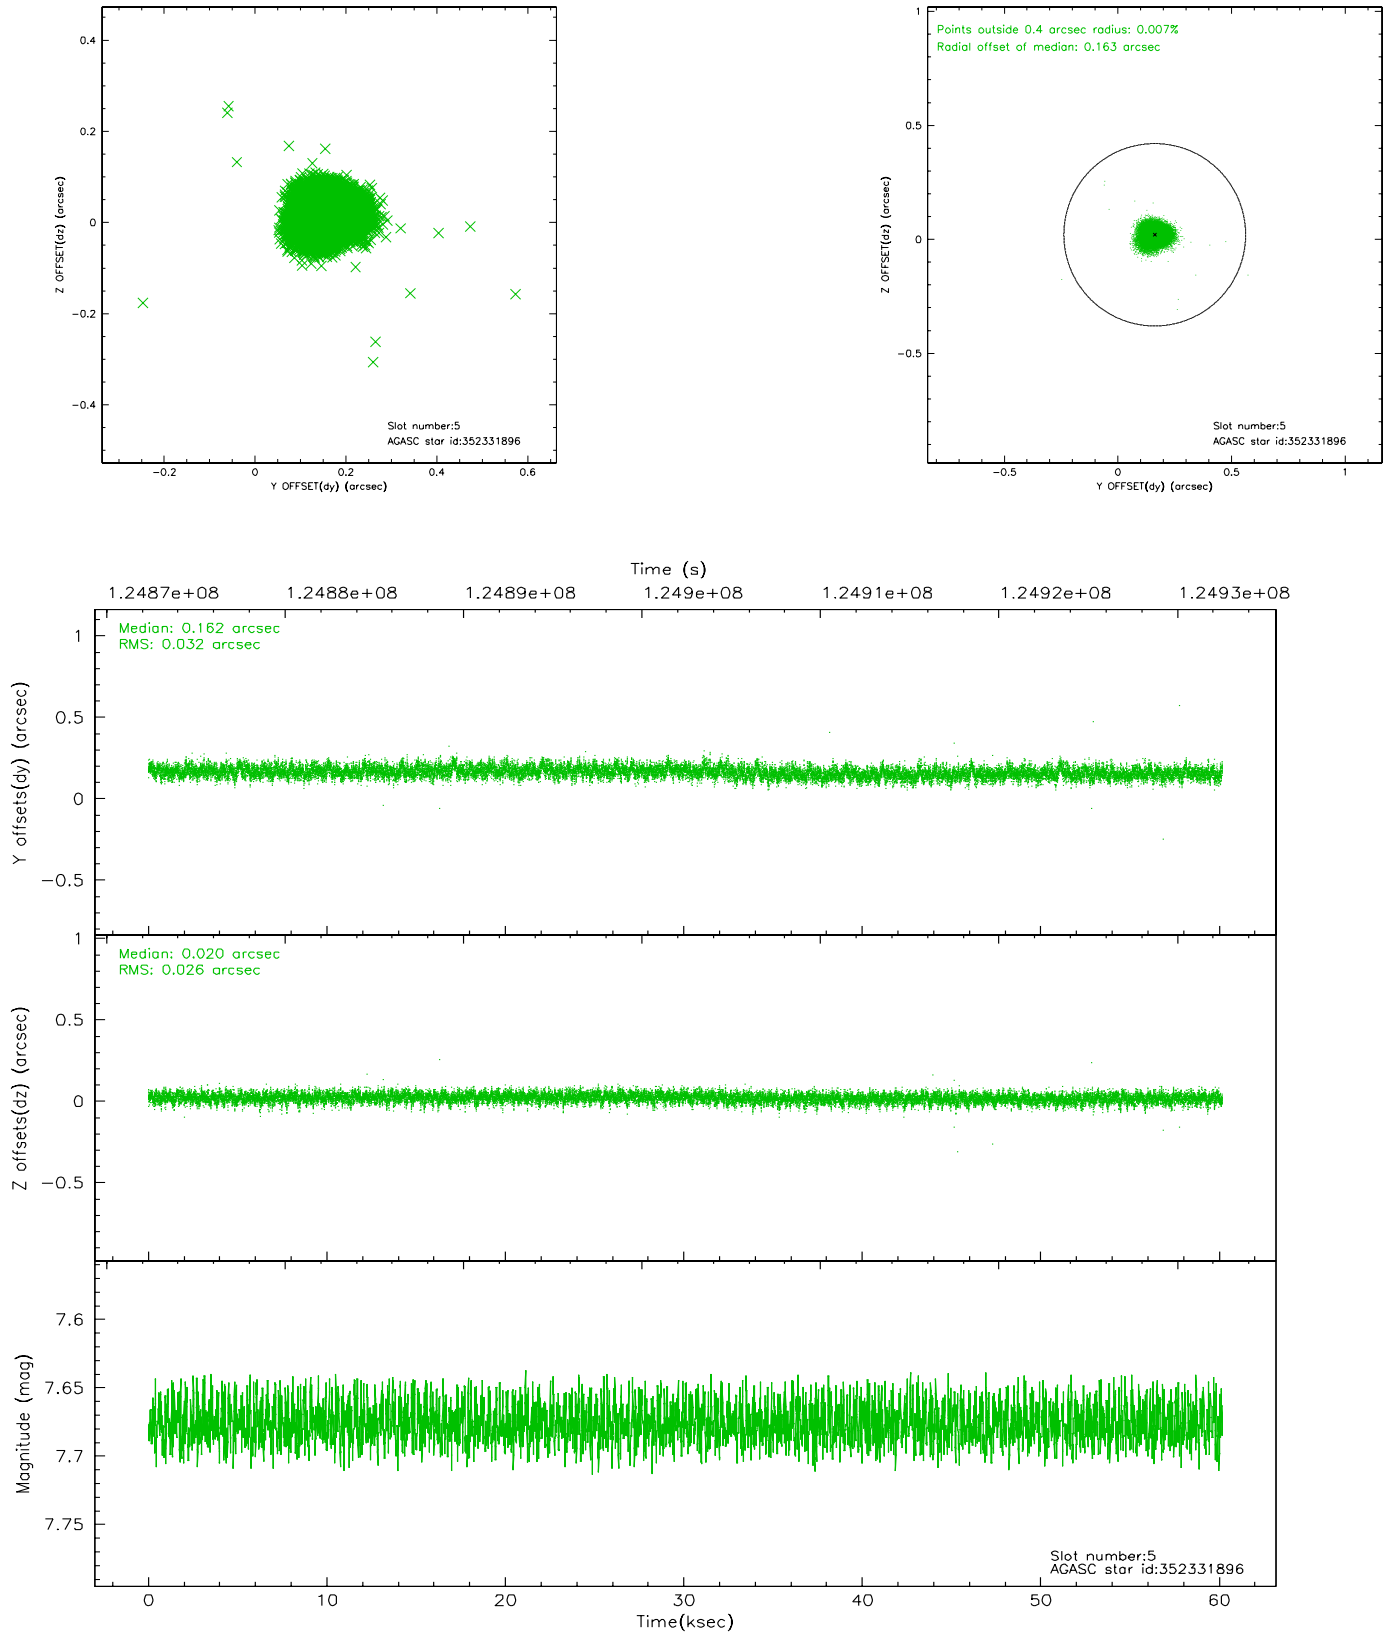 0.4
0.2
0
−0.2
−0.4
Z OFFSET(dz) (arcsec)
Slot number:5
AGASC star id:352331896
−0.2 0 0.2 0.4 0.6
Y OFFSET(dy) (arcsec)
1
0.5
0
−0.5
Z OFFSET(dz) (arcsec)
Points outside 0.4 arcsec radius: 0.007%
Radial offset of median: 0.163 arcsec
Slot number:5
AGASC star id:352331896
−0.5 0 0.5 1
Y OFFSET(dy) (arcsec)
Time (s)
1.2487e+08 1.2488e+08 1.2489e+08 1.249e+08 1.2491e+08 1.2492e+08 1.2493e+08
Median: 0.162 arcsec
RMS: 0.032 arcsec
1
0.5
0
−0.5
Y offsets(dy) (arcsec)
Median: 0.020 arcsec
RMS: 0.026 arcsec
1
0.5
0
−0.5
Z offsets(dz) (arcsec)
7.6
7.65
7.7
7.75
Magnitude (mag)
Slot number:5
AGASC star id:352331896
0 10 20 30 40 50 60
Time(ksec)